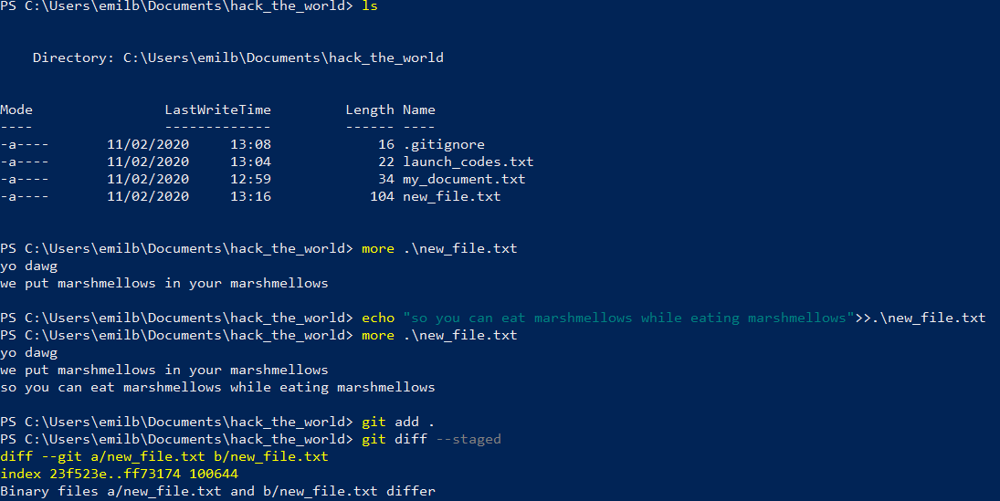 PS C:\Users\emilb\Documents\hack_the_world> ls
Directory: C:\Users\emilb\Documents\hack_the_world
Mode LastWriteTime Length Name
---- ------------- ------ ----
-a---- 11/02/2020 13:08 16 .gitignore
-a---- 11/02/2020 13:04 22 launch_codes.txt
-a---- 11/02/2020 12:59 34 my_document.txt
-a---- 11/02/2020 13:16 104 new_file.txt
PS C:\Users\emilb\Documents\hack_the_world> more .\new_file.txt
yo dawg
we put marshmellows in your marshmellows
PS C:\Users\emilb\Documents\hack_the_world> echo "so you can eat marshmellows while eating marshmellows">>.\new_file.txt
PS C:\Users\emilb\Documents\hack_the_world> more .\new_file.txt
yo dawg
we put marshmellows in your marshmellows
so you can eat marshmellows while eating marshmellows
PS C:\Users\emilb\Documents\hack_the_world> git add .
PS C:\Users\emilb\Documents\hack_the_world> git diff --staged
diff --git a/new_file.txt b/new_file.txt
index 23f523e..ff73174 100644
Binary files a/new_file.txt and b/new_file.txt differ